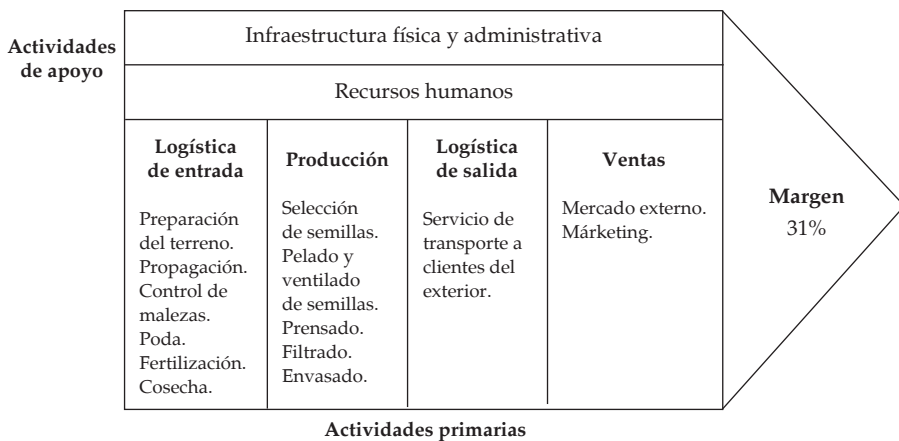 Actividades
de apoyo
Infraestructura física y administrativa
Recursos humanos
Logística
de entrada
Preparación
del terreno.
Propagación.
Control de
malezas.
Poda.
Fertilización.
Cosecha.
Producción
Selección
de semillas.
Pelado y
ventilado
de semillas.
Prensado.
Filtrado.
Envasado.
Logística
de salida
Servicio de
transporte a
clientes del
exterior.
Ventas
Mercado externo.
Márketing.
Margen
31%
Actividades primarias